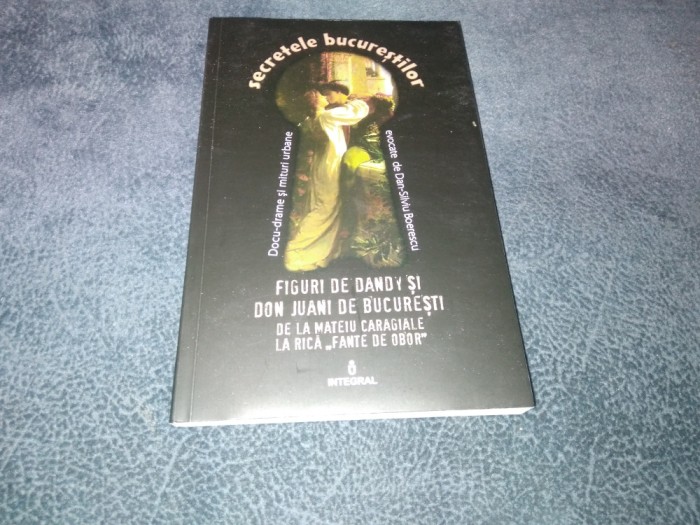 secretele bucureștilor
Docu-drame și mituri urbane
evocate de Dan-Silviu Boerescu
FIGURI DE DANDY ȘI
DON JUANI DE BUCUREȘTI
DE LA MATEIU CARAGIALE
LA RICĂ „FANTE DE OBOR"
INTEGRAL